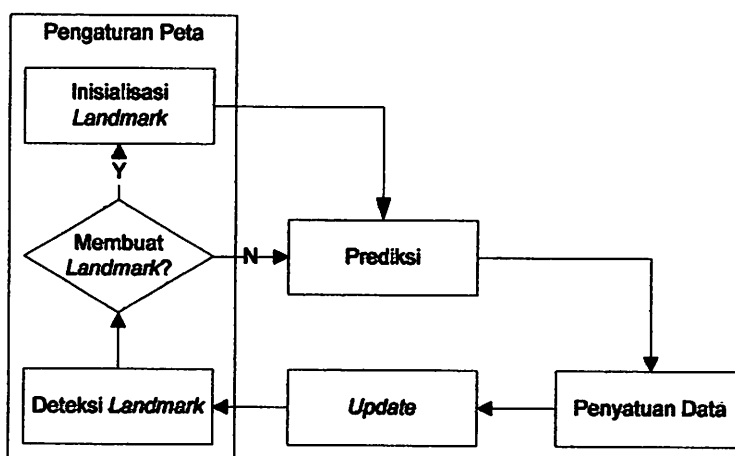 Pengaturan Peta
Inisialisasi
Landmark
Y
Membuat
Landmark?
N
Prediksi
Deteksi Landmark
Update
Penyatuan Data